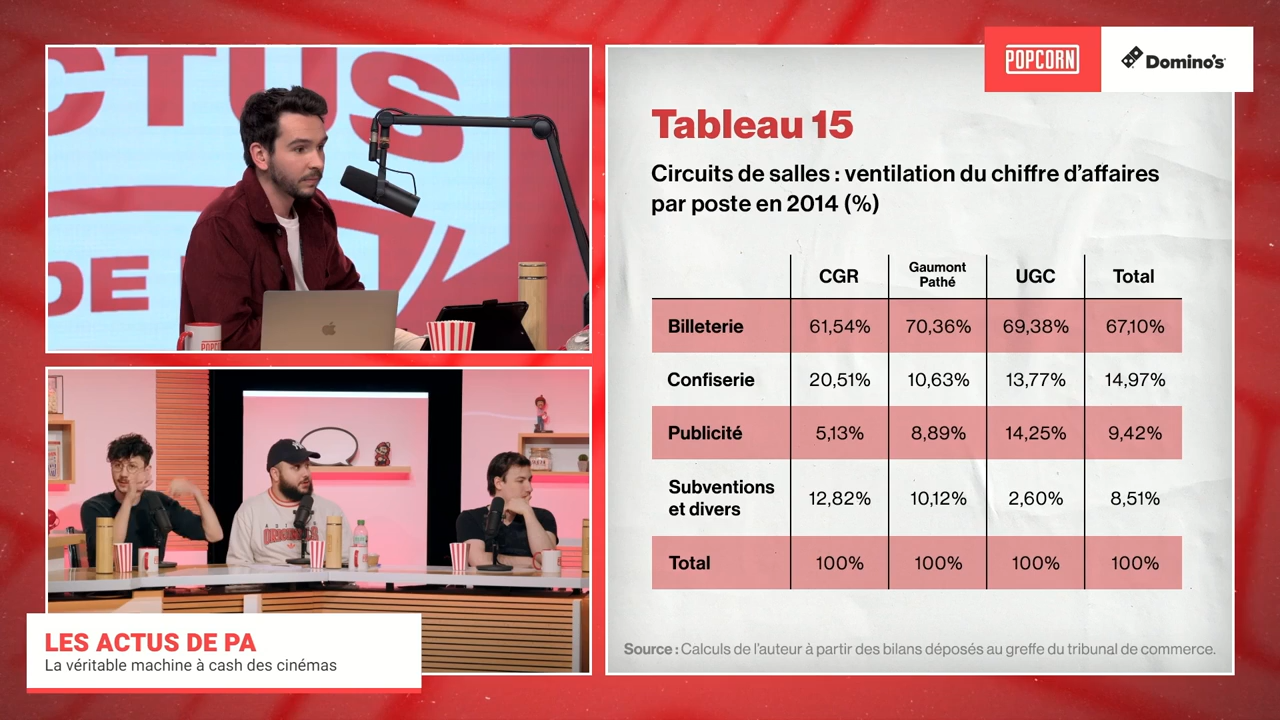 CTUS
DE
POPCORN
Domino's
Tableau 15
Circuits de salles : ventilation du chiffre d'affaires
par poste en 2014 (%)
CGR Gaumont Pathé UGC Total
Billeterie 61,54% 70,36% 69,38% 67,10%
Confiserie 20,51% 10,63% 13,77% 14,97%
Publicité 5,13% 8,89% 14,25% 9,42%
Subventions
et divers 12,82% 10,12% 2,60% 8,51%
Total 100% 100% 100% 100%
Source : Calculs de l'auteur à partir des bilans déposés au greffe du tribunal de commerce.
LES ACTUS DE PA
La véritable machine à cash des cinémas